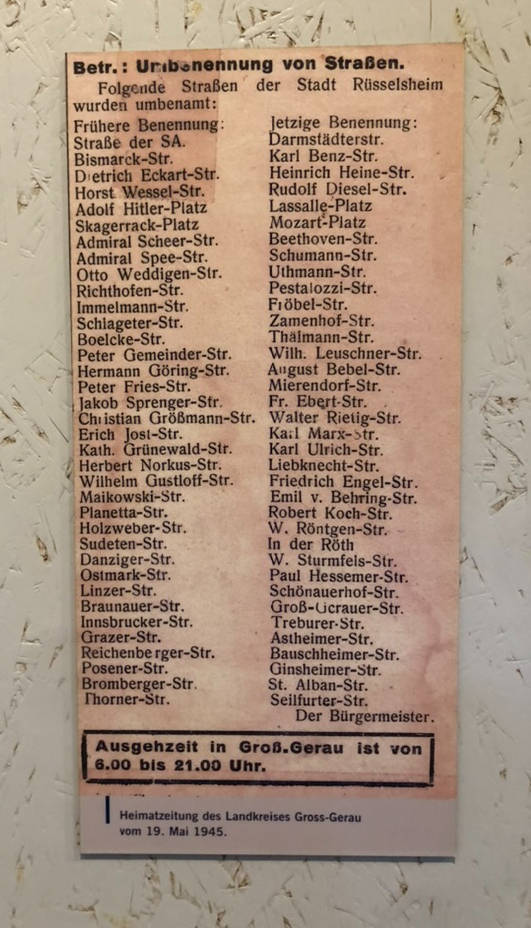 Betr.: Umbenennung von Straßen.
Folgende Straßen der Stadt Rüsselsheim
wurden umbenamt:
Frühere Benennung: Jetzige Benennung:
Straße der SA. Darmstädterstr.
Bismarck-Str. Karl Benz-Str.
Dietrich Eckart-Str. Heinrich Heine-Str.
Horst Wessel-Str. Rudolf Diesel-Str.
Adolf Hitler-Platz Lassalle-Platz
Skagerrack-Platz Mozart-Platz
Admiral Scheer-Str. Beethoven-Str.
Admiral Spee-Str. Schumann-Str.
Otto Weddigen-Str. Uthmann-Str.
Richthofen-Str. Pestalozzi-Str.
Immelmann-Str. Fröbel-Str.
Schlageter-Str. Zamenhof-Str.
Boelcke-Str. Thälmann-Str.
Peter Gemeinder-Str. Wilh. Leuschner-Str.
Hermann Göring-Str. August Bebel-Str.
Peter Fries-Str. Mierendorf-Str.
Jakob Sprenger-Str. Fr. Ebert-Str.
Christian Größmann-Str. Walter Rietig-Str.
Erich Jost-Str. Karl Marx-Str.
Kath. Grünewald-Str. Karl Ulrich-Str.
Herbert Norkus-Str. Liebknecht-Str.
Wilhelm Gustloff-Str. Friedrich Engel-Str.
Maikowski-Str. Emil v. Behring-Str.
Planetta-Str. Robert Koch-Str.
Holzweber-Str. W. Röntgen-Str.
Sudeten-Str. In der Röth
Danziger-Str. W. Sturmfels-Str.
Ostmark-Str. Paul Hessemer-Str.
Linzer-Str. Schönauerhof-Str.
Braunauer-Str. Groß-Gerauer-Str.
Innsbrucker-Str. Treburer-Str.
Grazer-Str. Astheimer-Str.
Reichenberger-Str. Bauschheimer-Str.
Posener-Str. Ginsheimer-Str.
Bromberger-Str. St. Alban-Str.
Thorner-Str. Seilfurter-Str.
Der Bürgermeister.
Ausgehzeit in Groß.Gerau ist von
6.00 bis 21.00 Uhr.
Heimatzeitung des Landkreises Gross-Gerau
vom 19. Mai 1945.